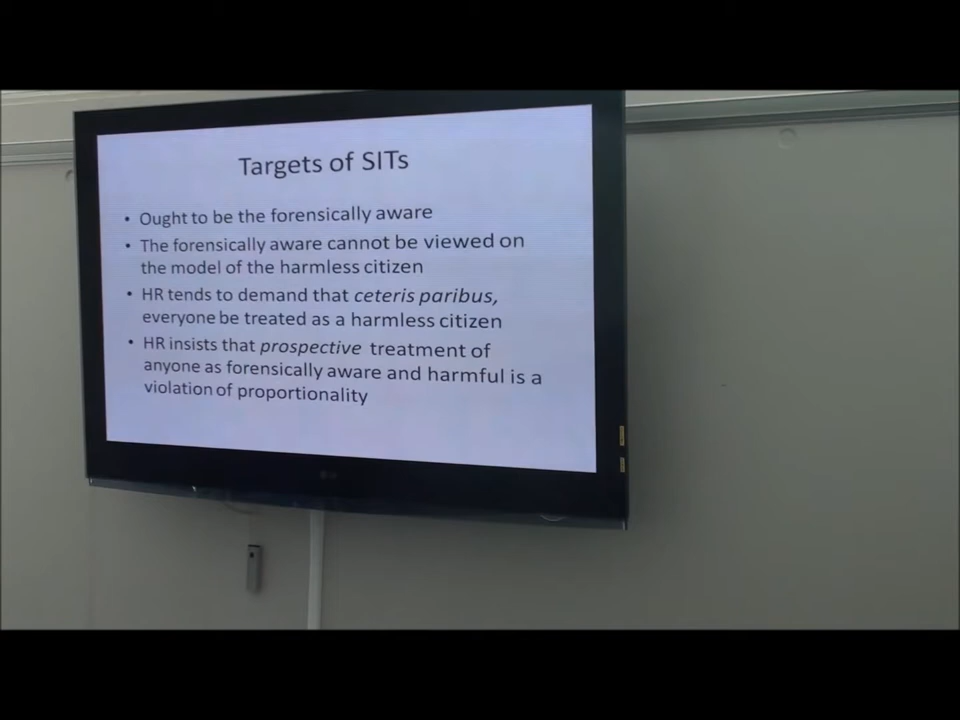 Targets of SITs
• Ought to be the forensically aware
• The forensically aware cannot be viewed on
the model of the harmless citizen
• HR tends to demand that ceteris paribus,
everyone be treated as a harmless citizen
• HR insists that prospective treatment of
anyone as forensically aware and harmful is a
violation of proportionality